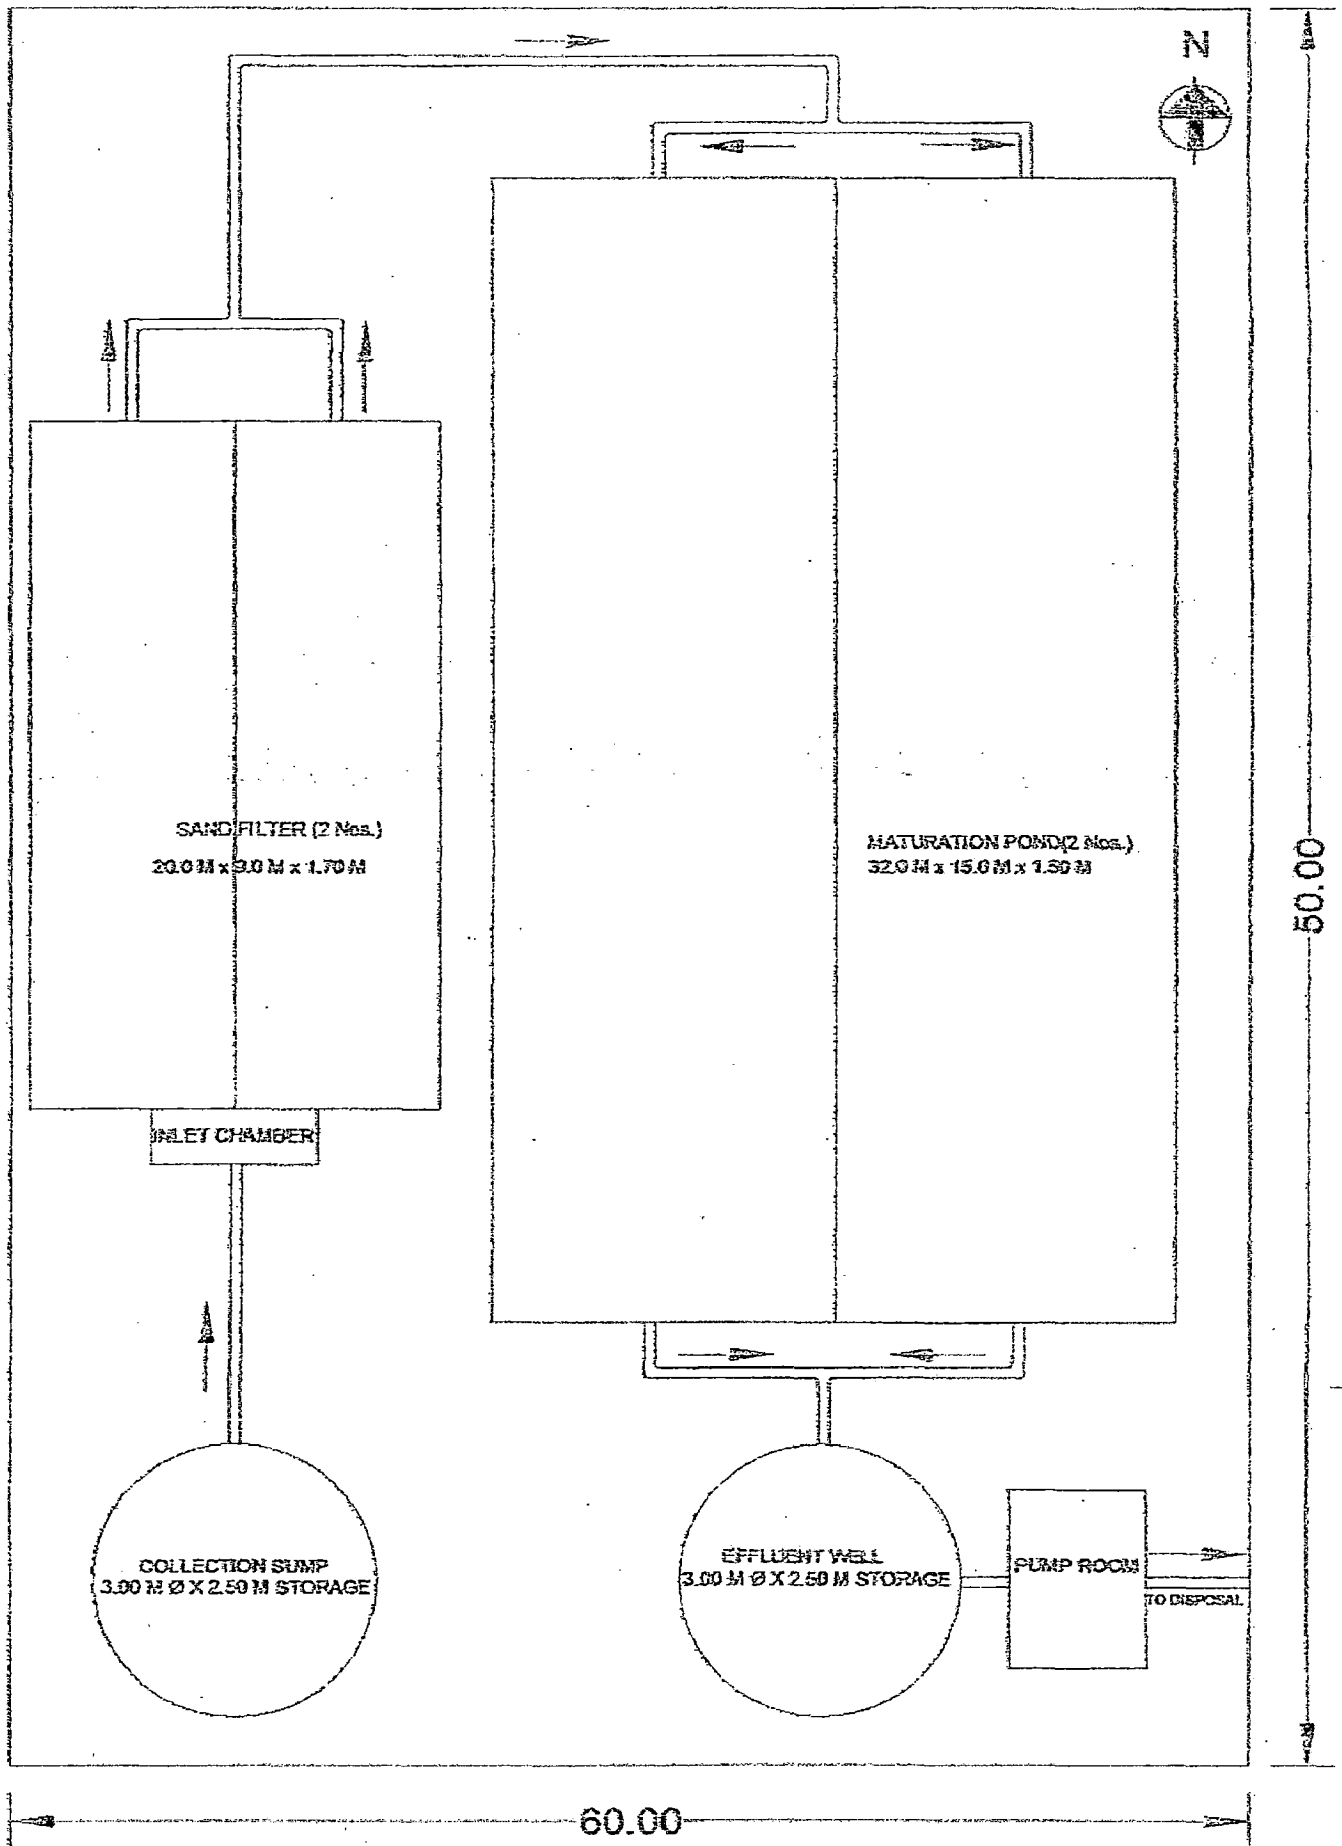 N
SAND FILTER (2 Nos.)
20.0 M x 9.0 M x 1.70 M
MATURATION POND(2 Nos.)
32.0 M x 15.0 M x 1.50 M
50.00
INLET CHAMBER
COLLECTION SUMP
3.00 M Ø X 2.50 M STORAGE
EFFLUENT WELL
3.00 M Ø X 2.50 M STORAGE
PUMP ROOM
TO DISPOSAL
60.00